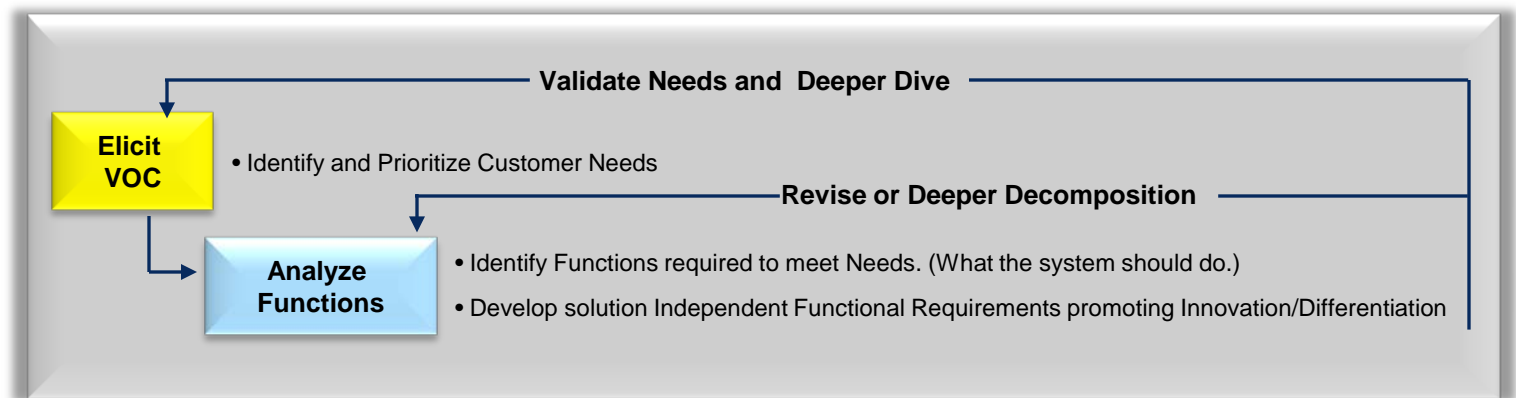 Validate Needs and Deeper Dive
Elicit
VOC
• Identify and Prioritize Customer Needs
Revise or Deeper Decomposition
Analyze
Functions
• Identify Functions required to meet Needs. (What the system should do.)
• Develop solution Independent Functional Requirements promoting Innovation/Differentiation